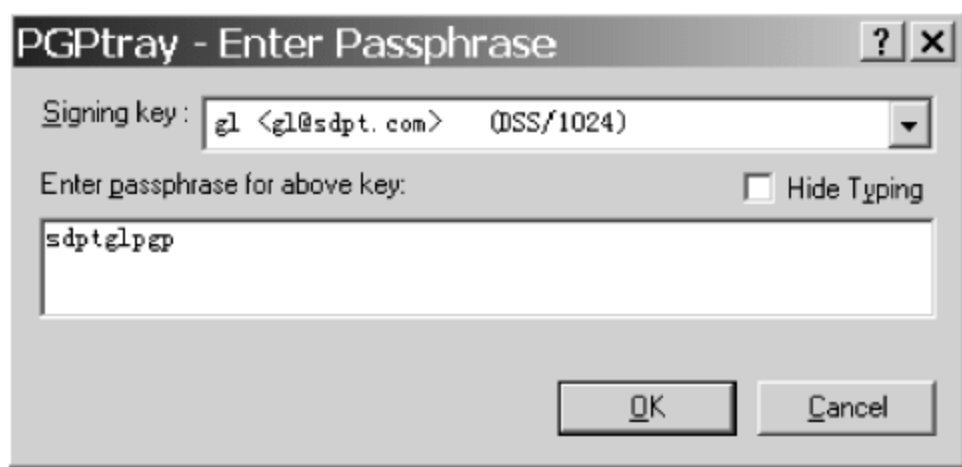 PGPtray - Enter Passphrase
Signing key : gl <gl@sdpt.com> (DSS/1024)
Enter passphrase for above key: Hide Typing
sdptglpgp
OK Cancel